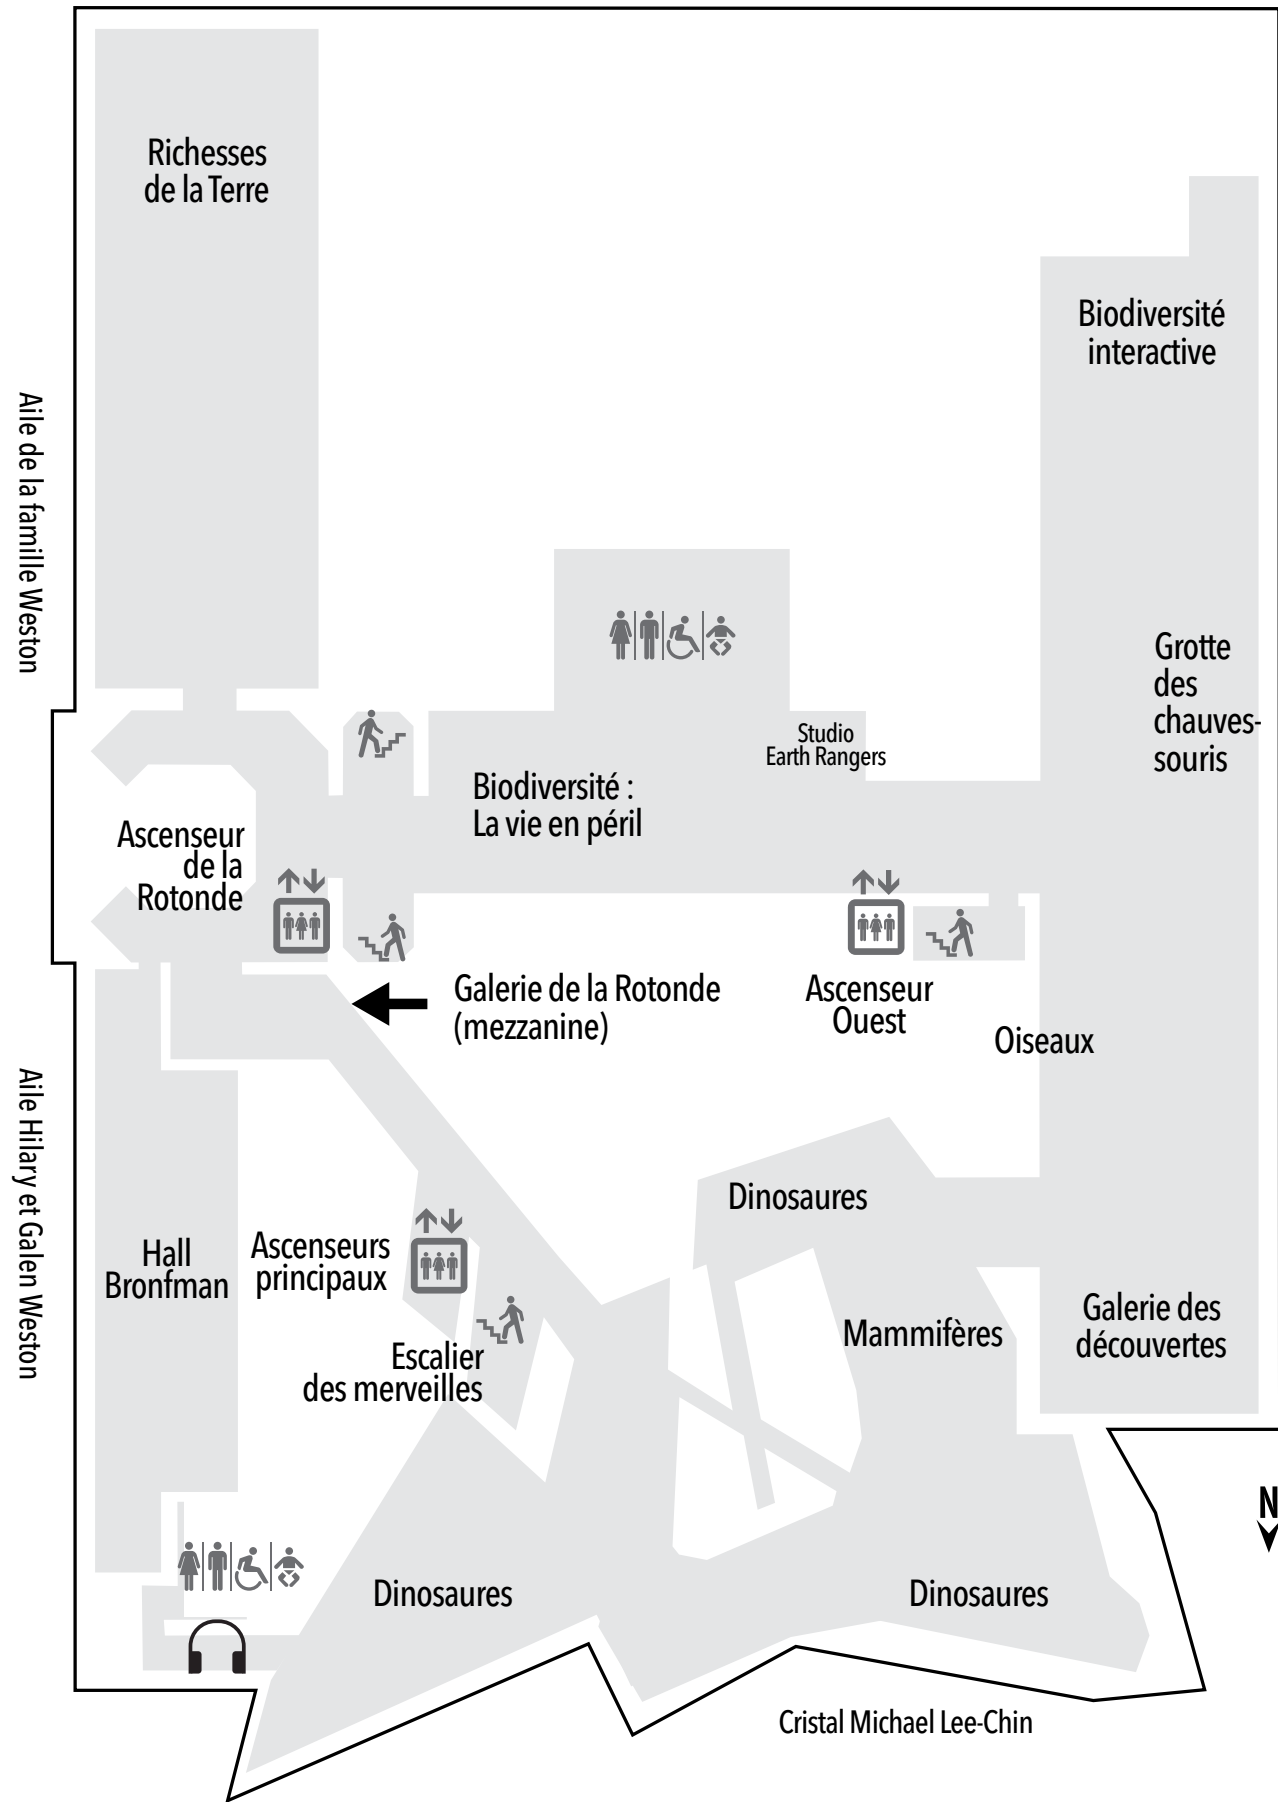 Richesses
de la Terre
Biodiversité
interactive
Aile de la famille Weston
Grotte
des
chauves-
souris
Studio
Earth Rangers
Biodiversité :
La vie en péril
Ascenseur
de la
Rotonde
Galerie de la Rotonde
(mezzanine)
Ascenseur
Ouest
Oiseaux
Aile Hilary et Galen Weston
Dinosaures
Hall
Bronfman
Ascenseurs
principaux
Galerie des
découvertes
Mammifères
Escalier
des merveilles
N
Dinosaures
Dinosaures
Cristal Michael Lee-Chin